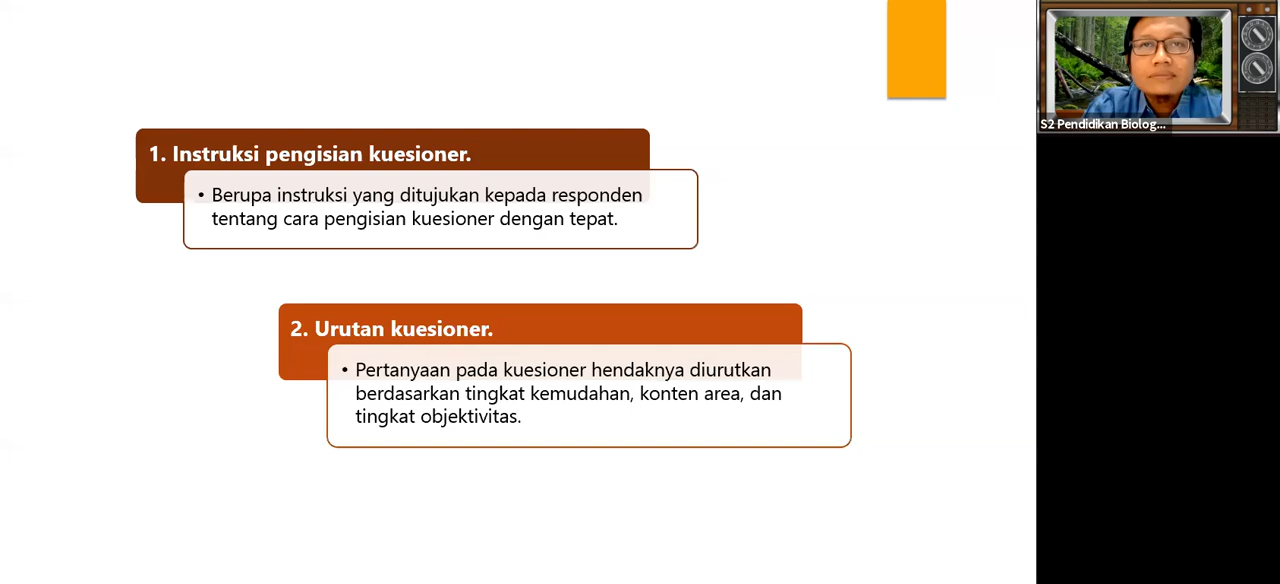 1. Instruksi pengisian kuesioner.
• Berupa instruksi yang ditujukan kepada responden
tentang cara pengisian kuesioner dengan tepat.
2. Urutan kuesioner.
• Pertanyaan pada kuesioner hendaknya diurutkan
berdasarkan tingkat kemudahan, konten area, dan
tingkat objektivitas.
S2 Pendidikan Biolog...